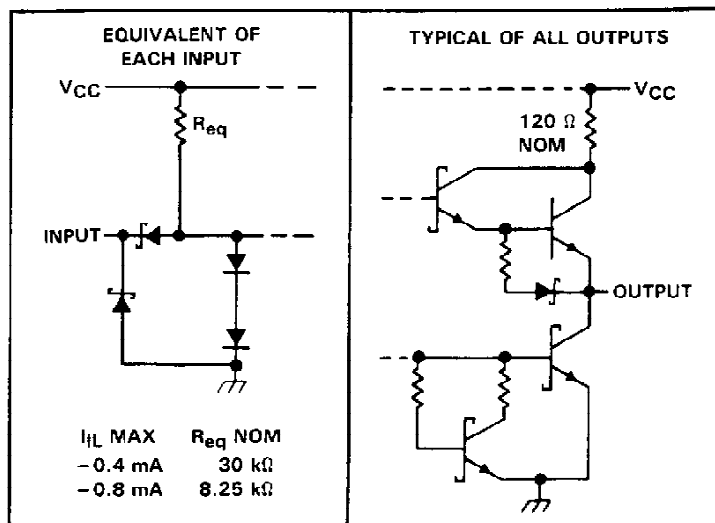 EQUIVALENT OF
EACH INPUT
VCC
Req
INPUT
IIL MAX Req NOM
−0.4 mA 30 kΩ
−0.8 mA 8.25 kΩ
TYPICAL OF ALL OUTPUTS
VCC
120 Ω
NOM
OUTPUT